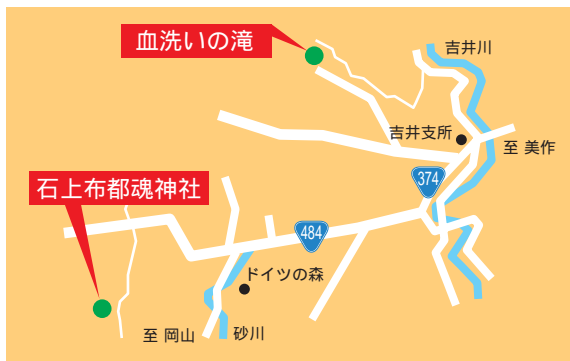 血洗いの滝
吉井川
吉井支所
至 美作
374
石上布都魂神社
484
ドイツの森
至 岡山
砂川